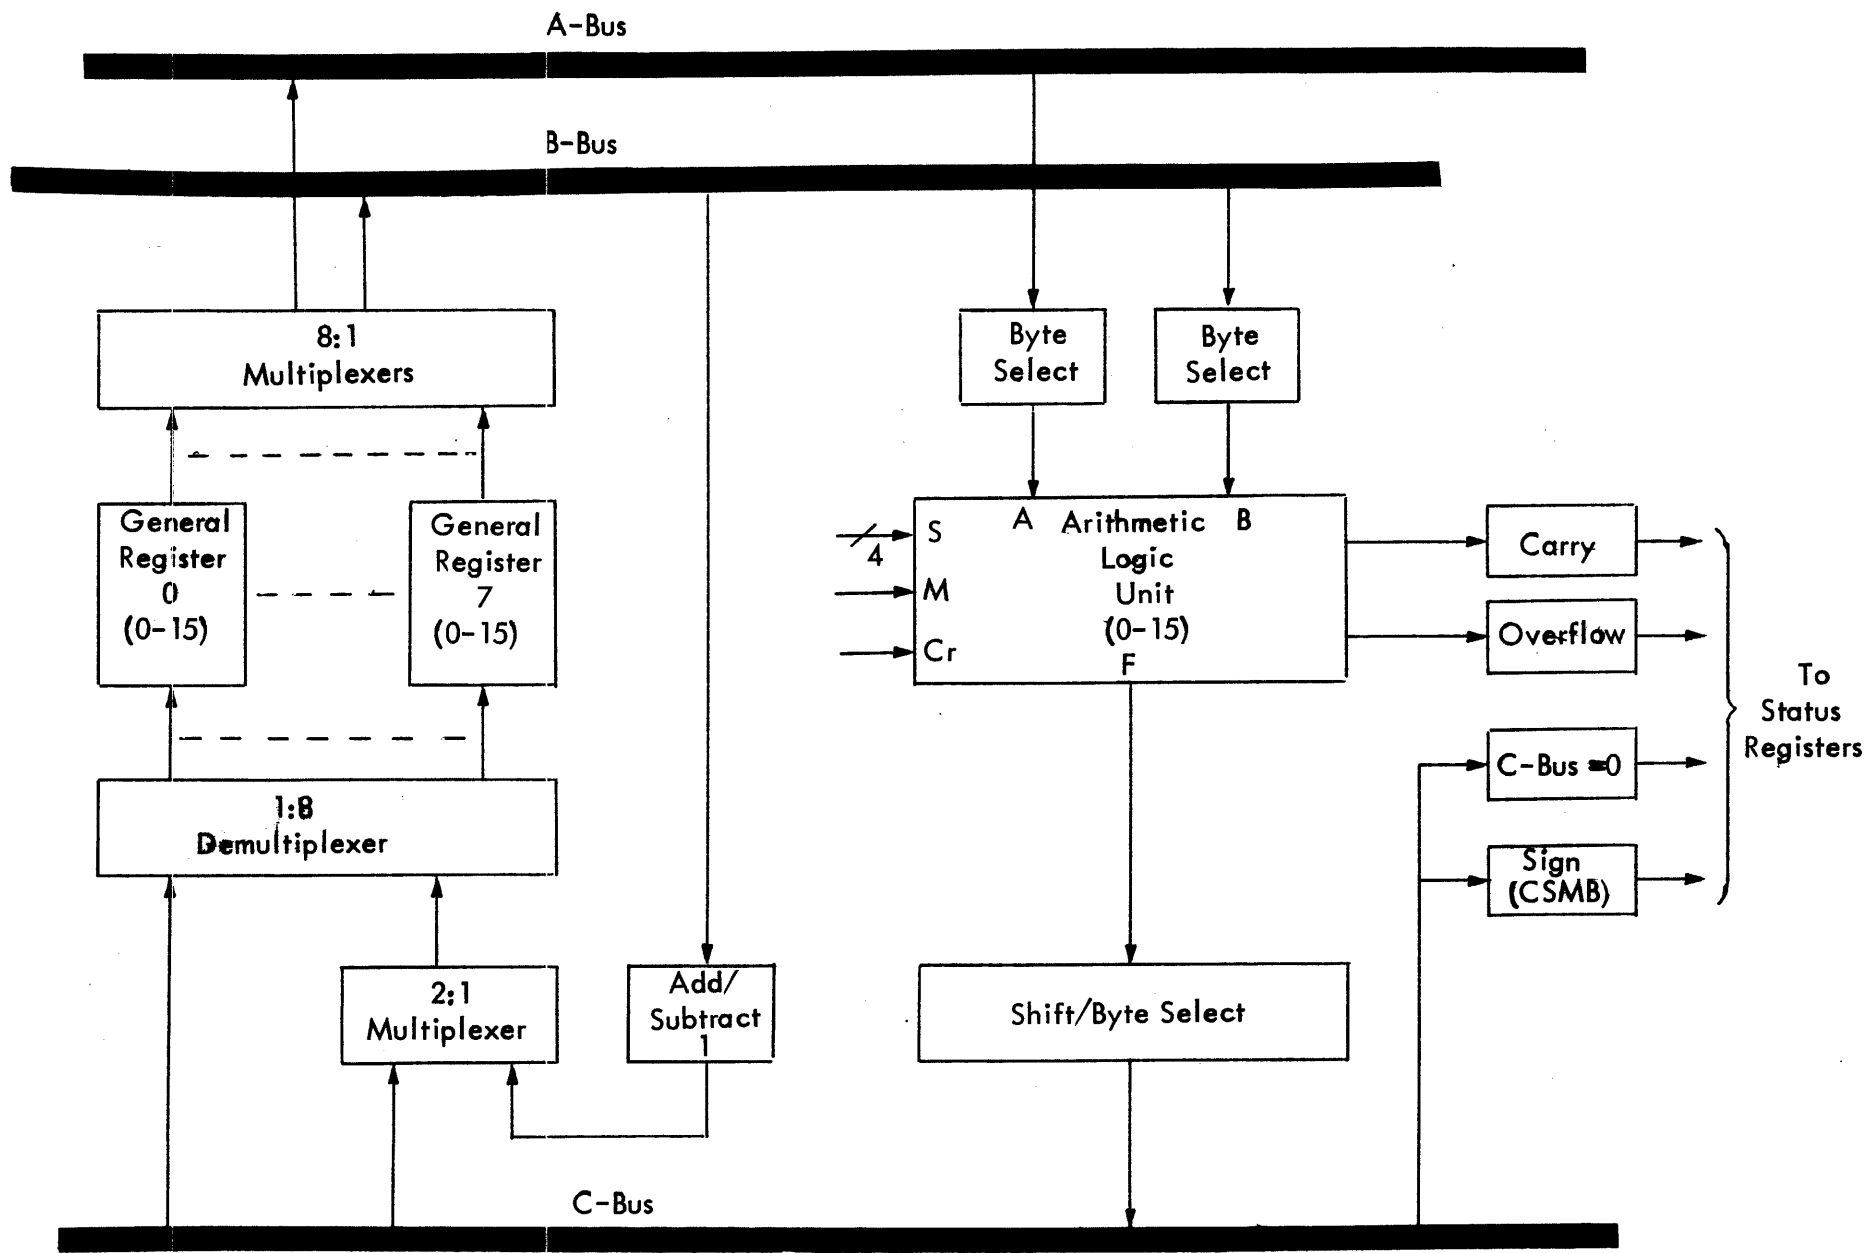 A-Bus
B-Bus
8:1
Multiplexers
Byte
Select
Byte
Select
General
Register
0
(0-15)
General
Register
7
(0-15)
S
4
M
Cr
A
Arithmetic
Logic
Unit
(0-15)
B
F
Carry
Overflow
C-Bus =0
Sign
(CSMB)
To
Status
Registers
1:8
Demultiplexer
2:1
Multiplexer
Add/
Subtract
1
Shift/Byte Select
C-Bus